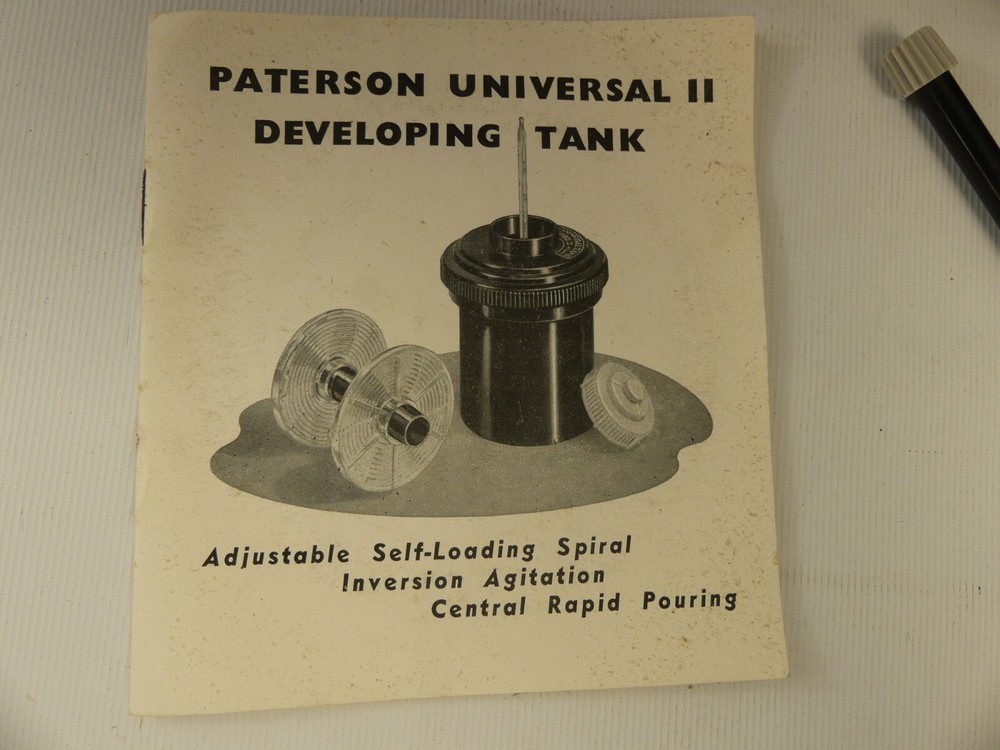 PATERSON UNIVERSAL II
DEVELOPING TANK
Adjustable Self-Loading Spiral
Inversion Agitation
Central Rapid Pouring